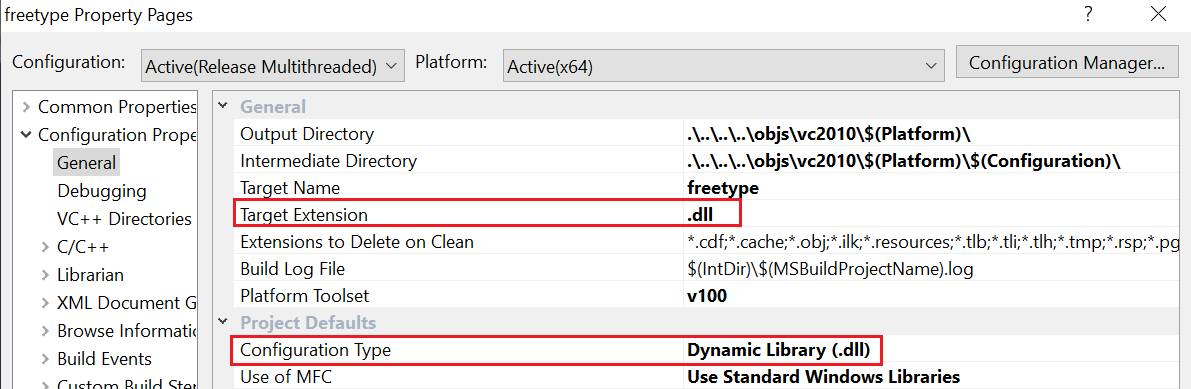 freetype Property Pages ? ×
Configuration: Active(Release Multithreaded) Platform: Active(x64) Configuration Manager...
Common Properties General
Configuration Prope Output Directory .\..\..\..\objs\vc2010\$(Platform)\
General Intermediate Directory .\..\..\..\objs\vc2010\$(Platform)\$(Configuration)\
Debugging Target Name freetype
VC++ Directories Target Extension .dll
C/C++ Extensions to Delete on Clean *.cdf;*.cache;*.obj;*.ilk;*.resources;*.tlb;*.tli;*.tlh;*.tmp;*.rsp;*.pg
Librarian Build Log File $(IntDir)\$(MSBuildProjectName).log
XML Document G Platform Toolset v100
Browse Informatio Project Defaults
Build Events Configuration Type Dynamic Library (.dll)
Custom Build Step Use of MFC Use Standard Windows Libraries